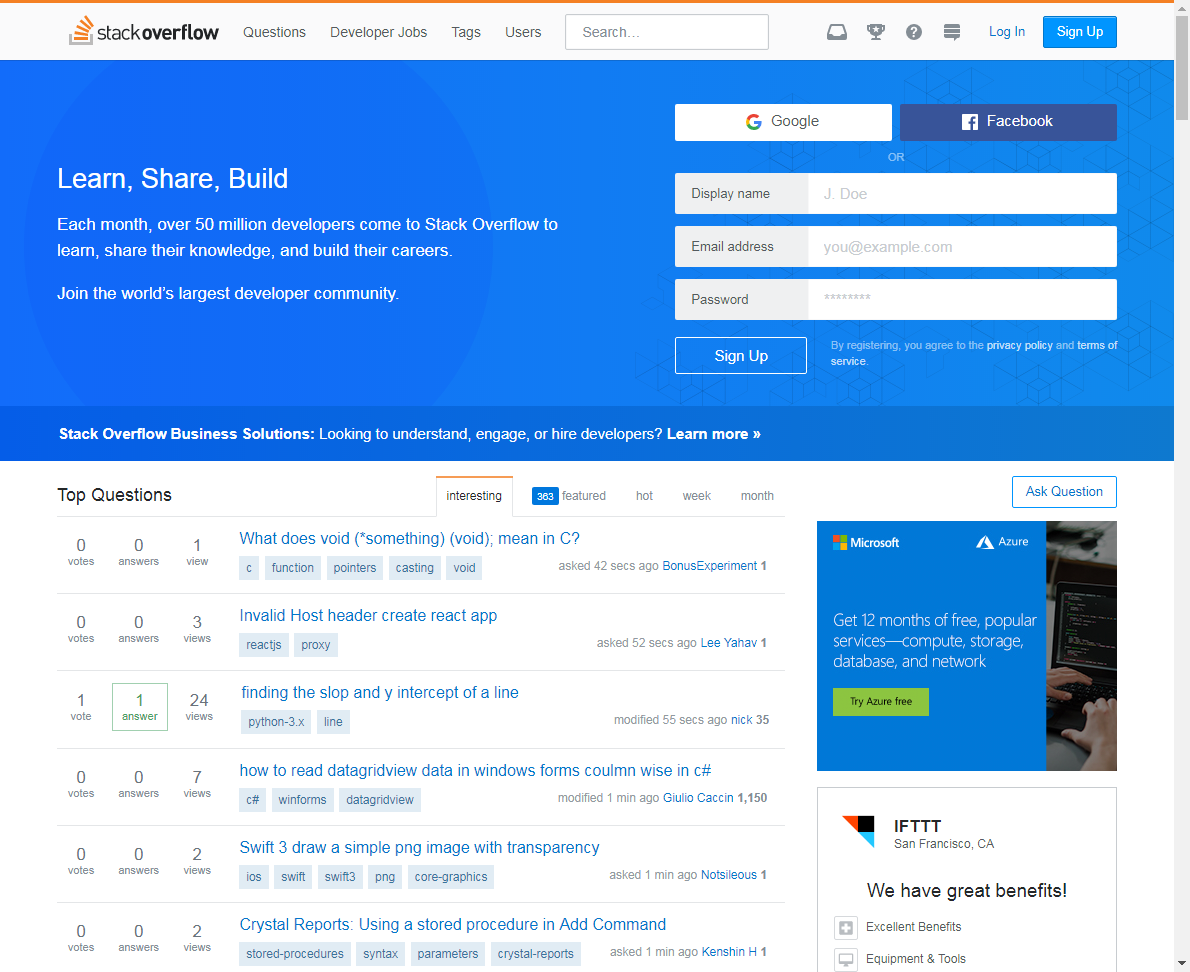 stackoverflow Questions Developer Jobs Tags Users Search... Log In Sign Up
Google Facebook
OR
Learn, Share, Build
Each month, over 50 million developers come to Stack Overflow to
learn, share their knowledge, and build their careers.
Join the world's largest developer community.
Display name J. Doe
Email address you@example.com
Password ********
Sign Up By registering, you agree to the privacy policy and terms of
service.
Stack Overflow Business Solutions: Looking to understand, engage, or hire developers? Learn more »
Top Questions interesting 363 featured hot week month
0 votes 0 answers 1 view
What does void (*something) (void); mean in C?
c function pointers casting void asked 42 secs ago BonusExperiment 1
0 votes 0 answers 3 views
Invalid Host header create react app
reactjs proxy asked 52 secs ago Lee Yahav 1
1 vote 1 answer 24 views
finding the slop and y intercept of a line
python-3.x line modified 55 secs ago nick 35
0 votes 0 answers 7 views
how to read datagridview data in windows forms coulmn wise in c#
c# winforms datagridview modified 1 min ago Giulio Caccin 1,150
0 votes 0 answers 2 views
Swift 3 draw a simple png image with transparency
ios swift swift3 png core-graphics asked 1 min ago Notsileous 1
0 votes 0 answers 2 views
Crystal Reports: Using a stored procedure in Add Command
stored-procedures syntax parameters crystal-reports asked 1 min ago Kenshin H 1
Ask Question
Microsoft Azure
Get 12 months of free, popular
services—compute, storage,
database, and network
Try Azure free
IFTTT
San Francisco, CA
We have great benefits!
Excellent Benefits
Equipment & Tools